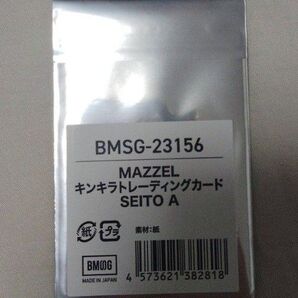 BMSG-23156
MAZZEL
キンキラトレーディングカード
SEITO A
紙 プラ 素材:紙
BMSG
MADE IN JAPAN
4 573621 382818